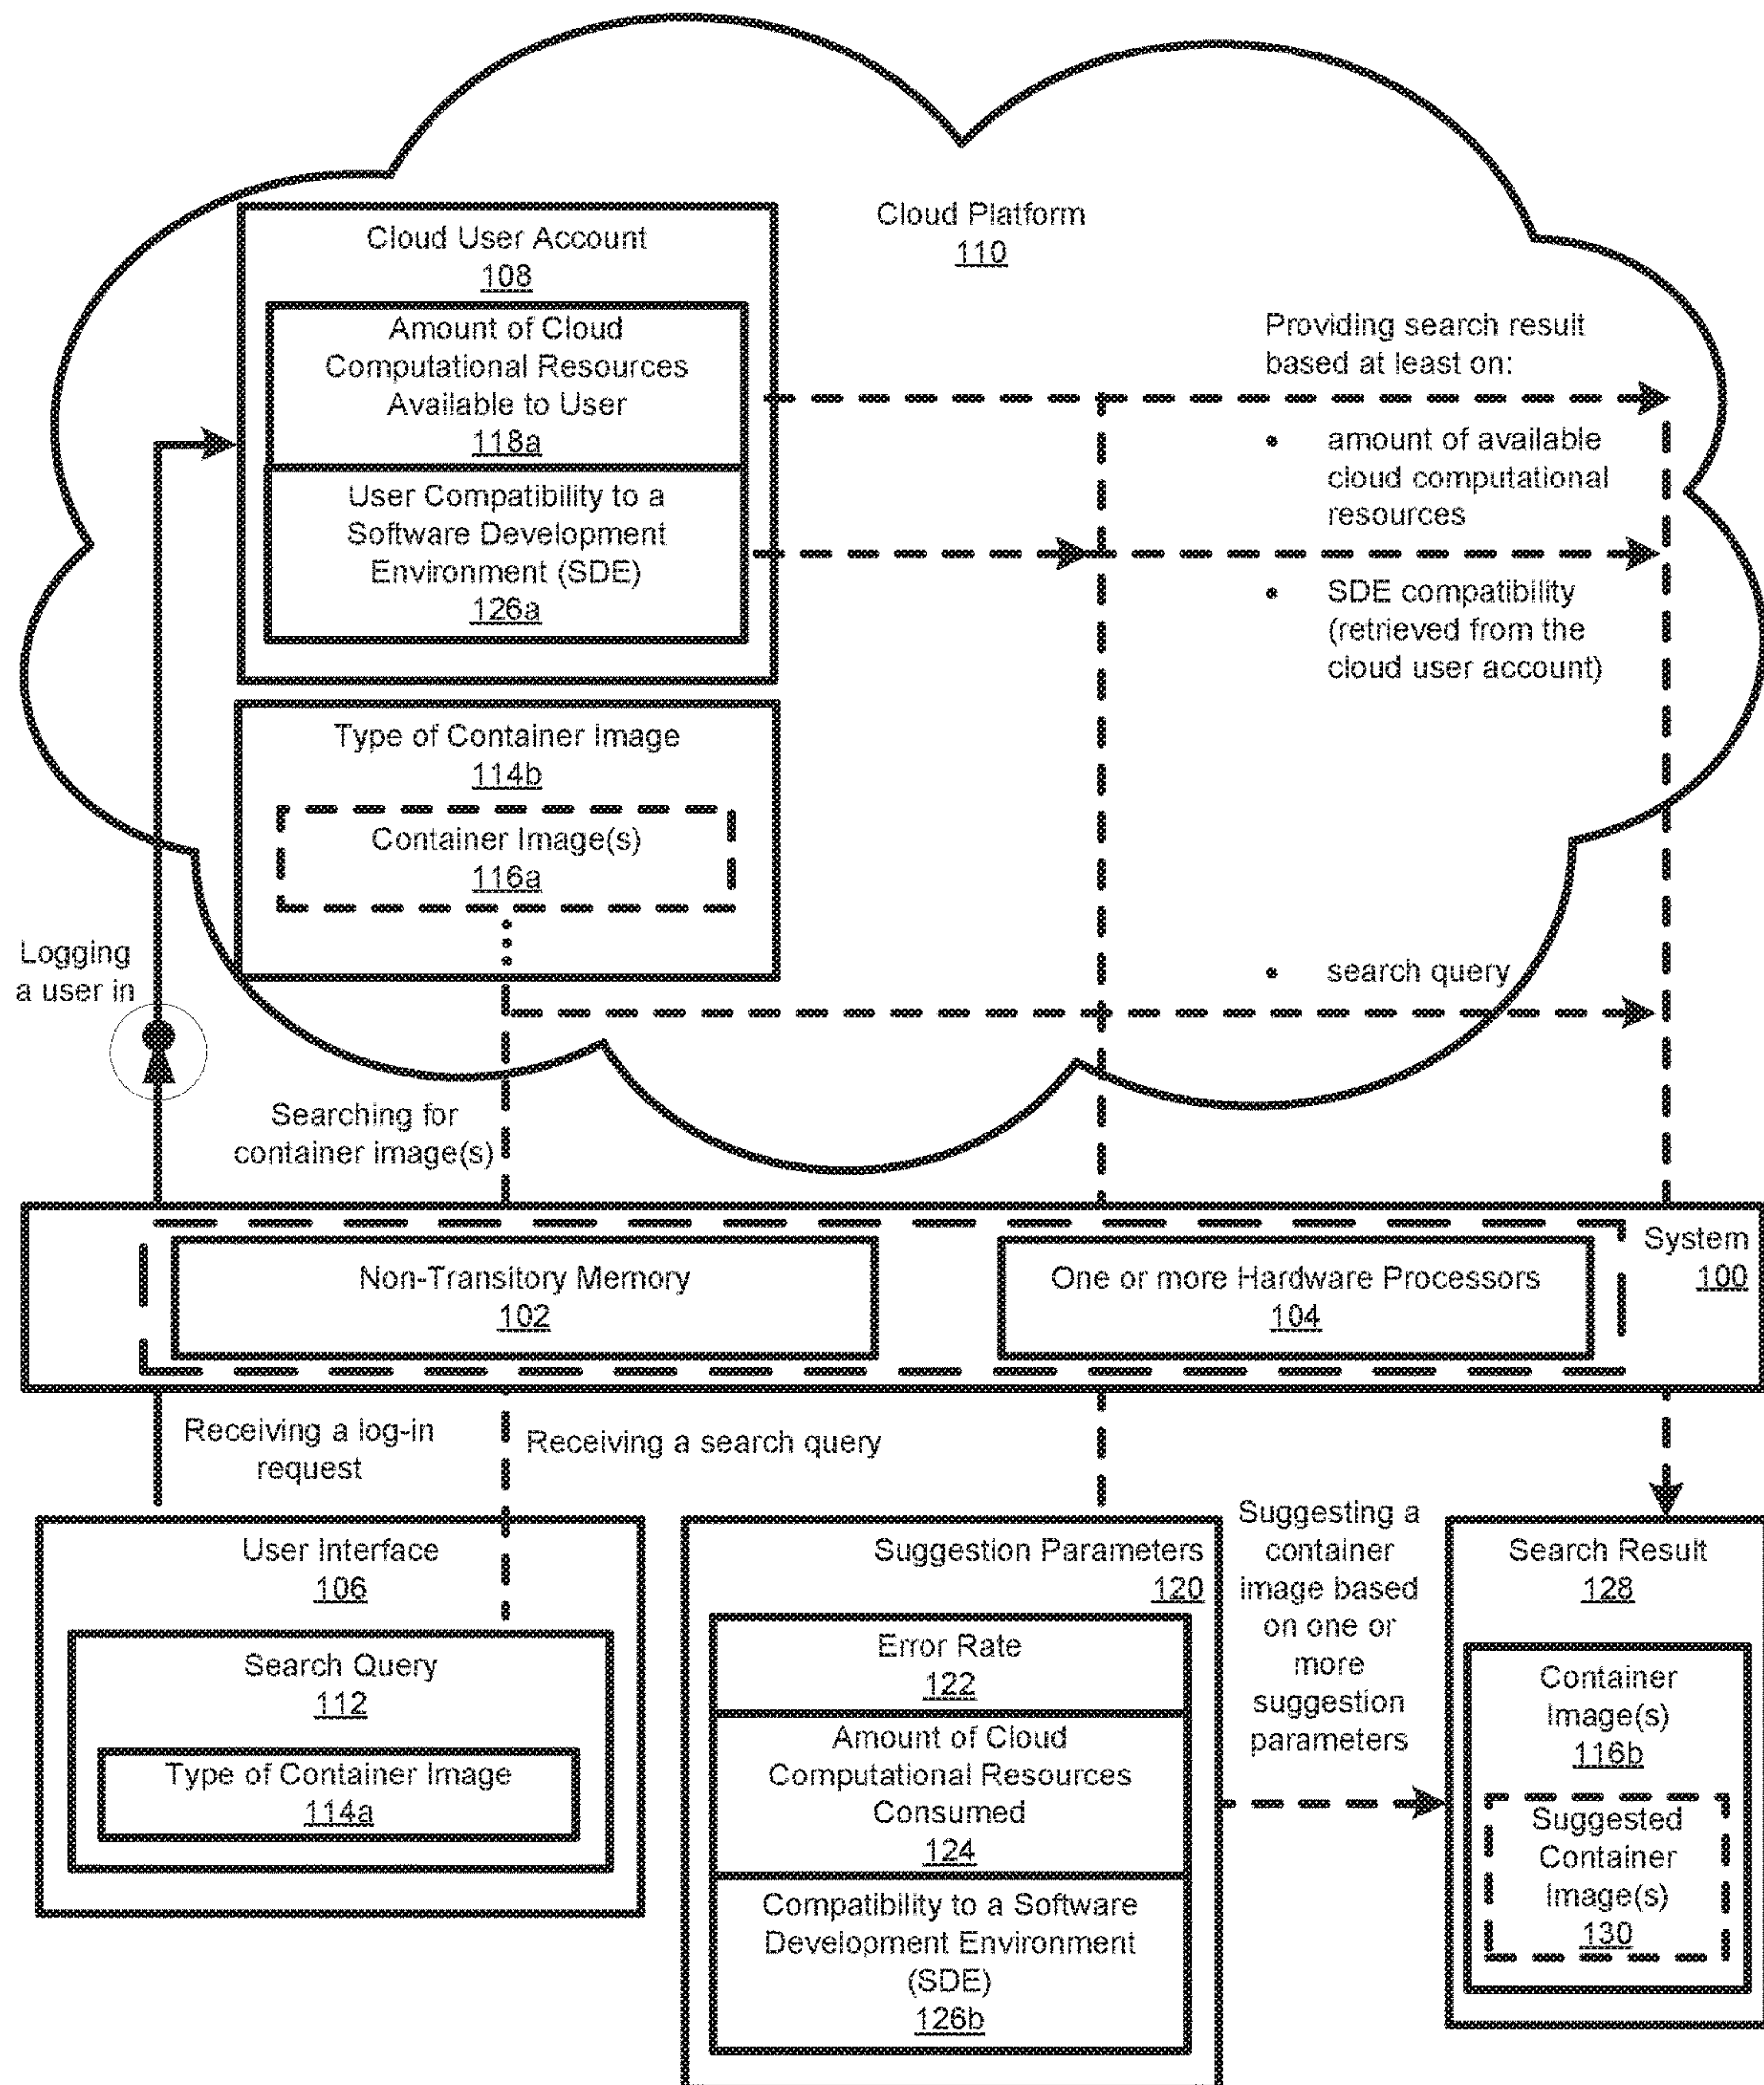 Cloud Platform
110
Cloud User Account
108
Amount of Cloud
Computational Resources
Available to User
118a
User Compatibility to a
Software Development
Environment (SDE)
126a
Providing search result
based at least on:
• amount of available
cloud computational
resources
• SDE compatibility
(retrieved from the
cloud user account)
• search query
Type of Container Image
114b
Container Image(s)
116a
Logging
a user in
Searching for
container image(s)
System
100
Non-Transitory Memory
102
One or more Hardware Processors
104
Receiving a log-in
request
Receiving a search query
User Interface
106
Search Query
112
Type of Container Image
114a
Suggestion Parameters
120
Error Rate
122
Amount of Cloud
Computational Resources
Consumed
124
Compatibility to a Software
Development Environment
(SDE)
126b
Suggesting a
container
image based
on one or
more
suggestion
parameters
Search Result
128
Container
Image(s)
116b
Suggested
Container
Image(s)
130